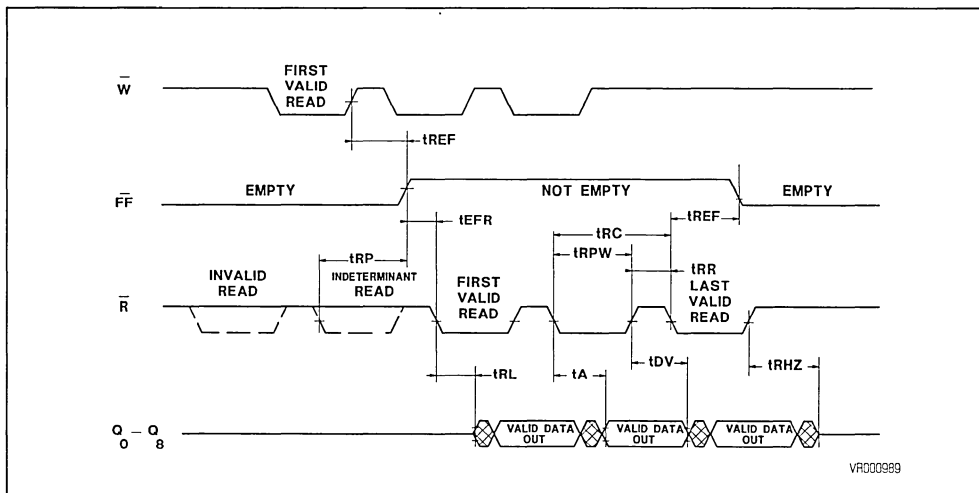 W
FIRST
VALID
READ
tREF
FF
EMPTY
NOT EMPTY
EMPTY
tEFR
tREF
tRC
tRP
tRPW
tRR
R
INVALID
READ
INDETERMINANT
READ
FIRST
VALID
READ
LAST
VALID
READ
tRL
tA
tDV
tRHZ
Q0 – Q8
VALID DATA
OUT
VALID DATA
OUT
VALID DATA
OUT
VR000989